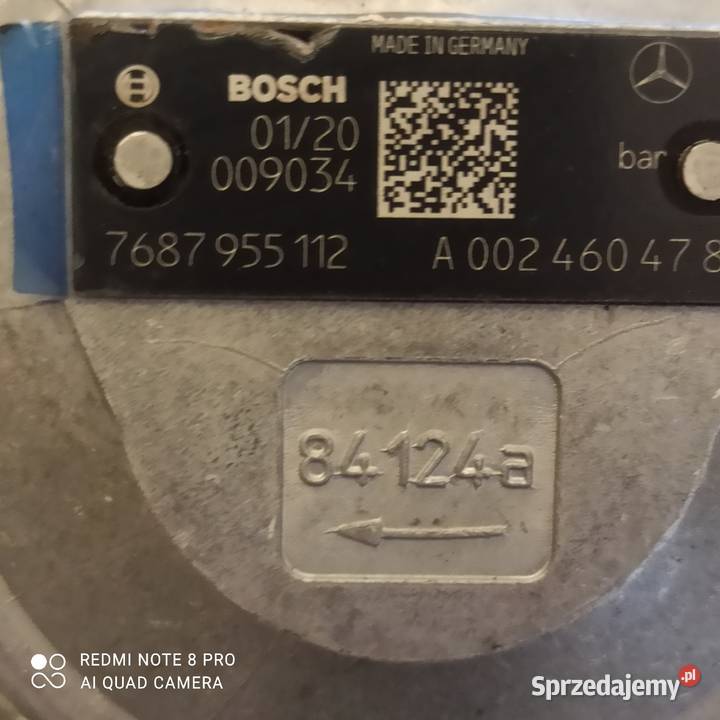 MADE IN GERMANY
BOSCH
01/20
009034
bar
7687 955 112 A 002 460 47 8
84124a
REDMI NOTE 8 PRO
AI QUAD CAMERA
Sprzedajemy.pl